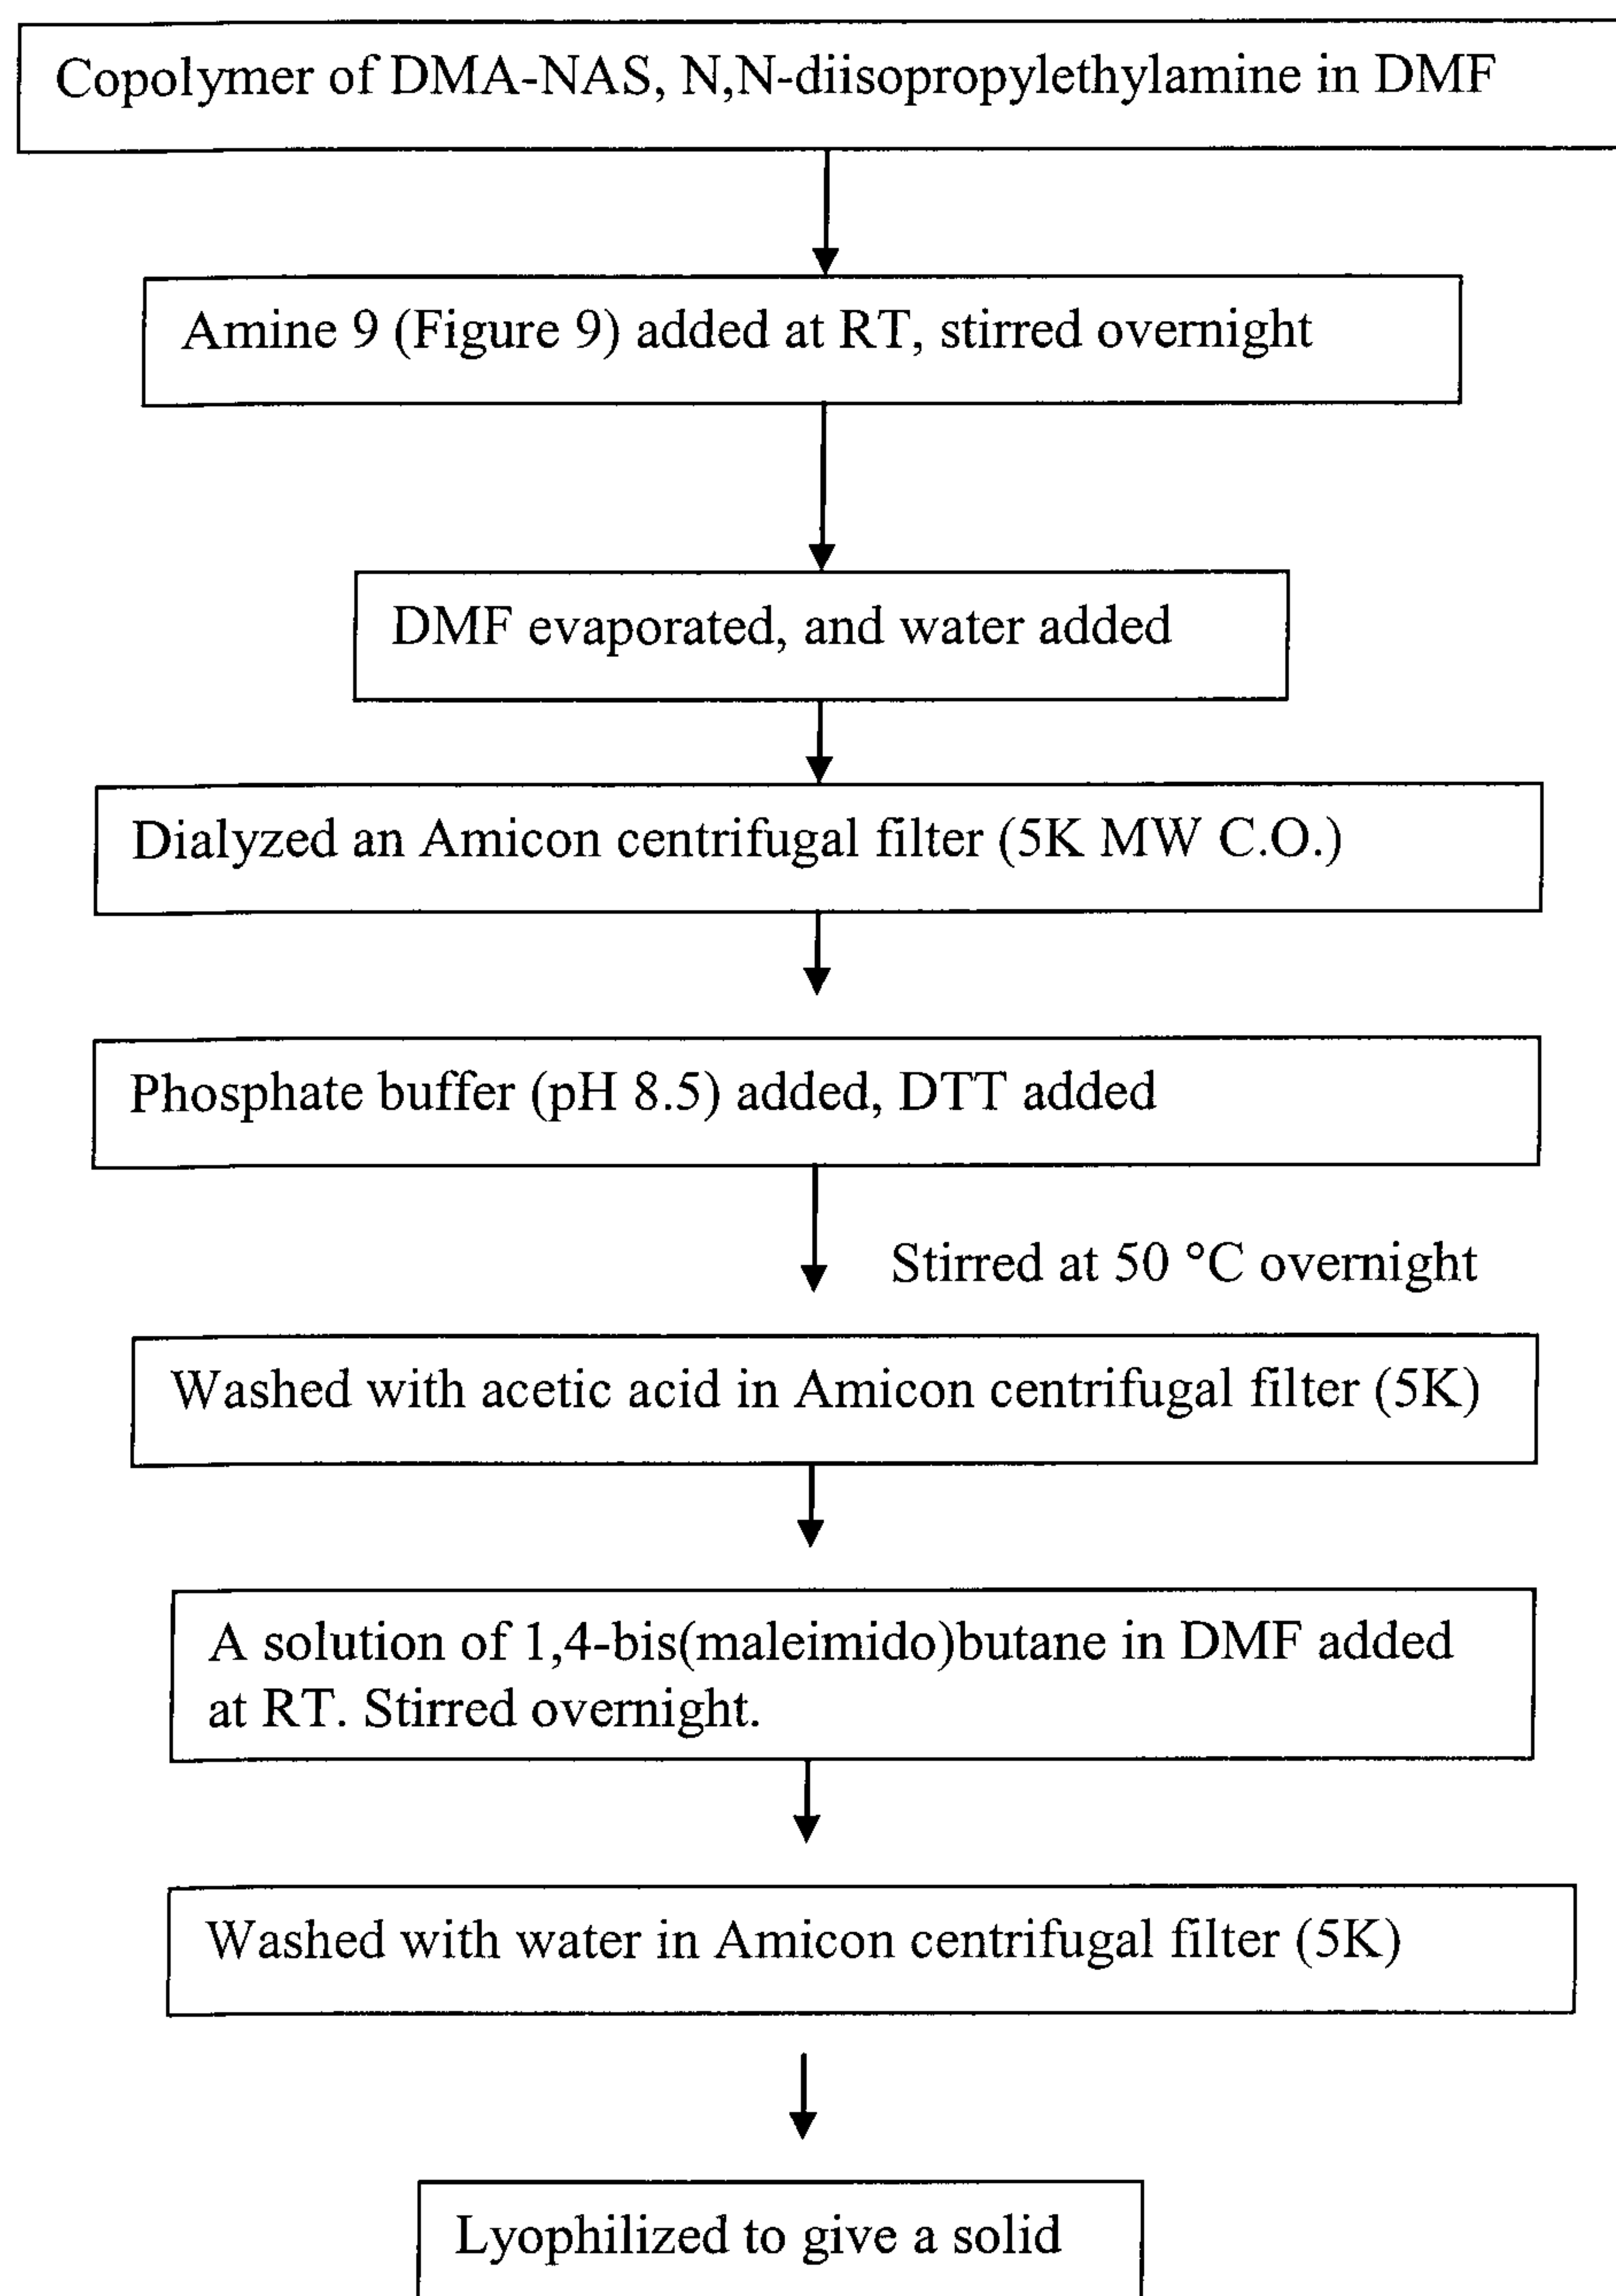 Copolymer of DMA-NAS, N,N-diisopropylethylamine in DMF
Amine 9 (Figure 9) added at RT, stirred overnight
DMF evaporated, and water added
Dialyzed an Amicon centrifugal filter (5K MW C.O.)
Phosphate buffer (pH 8.5) added, DTT added
Stirred at 50 °C overnight
Washed with acetic acid in Amicon centrifugal filter (5K)
A solution of 1,4-bis(maleimido)butane in DMF added
at RT. Stirred overnight.
Washed with water in Amicon centrifugal filter (5K)
Lyophilized to give a solid